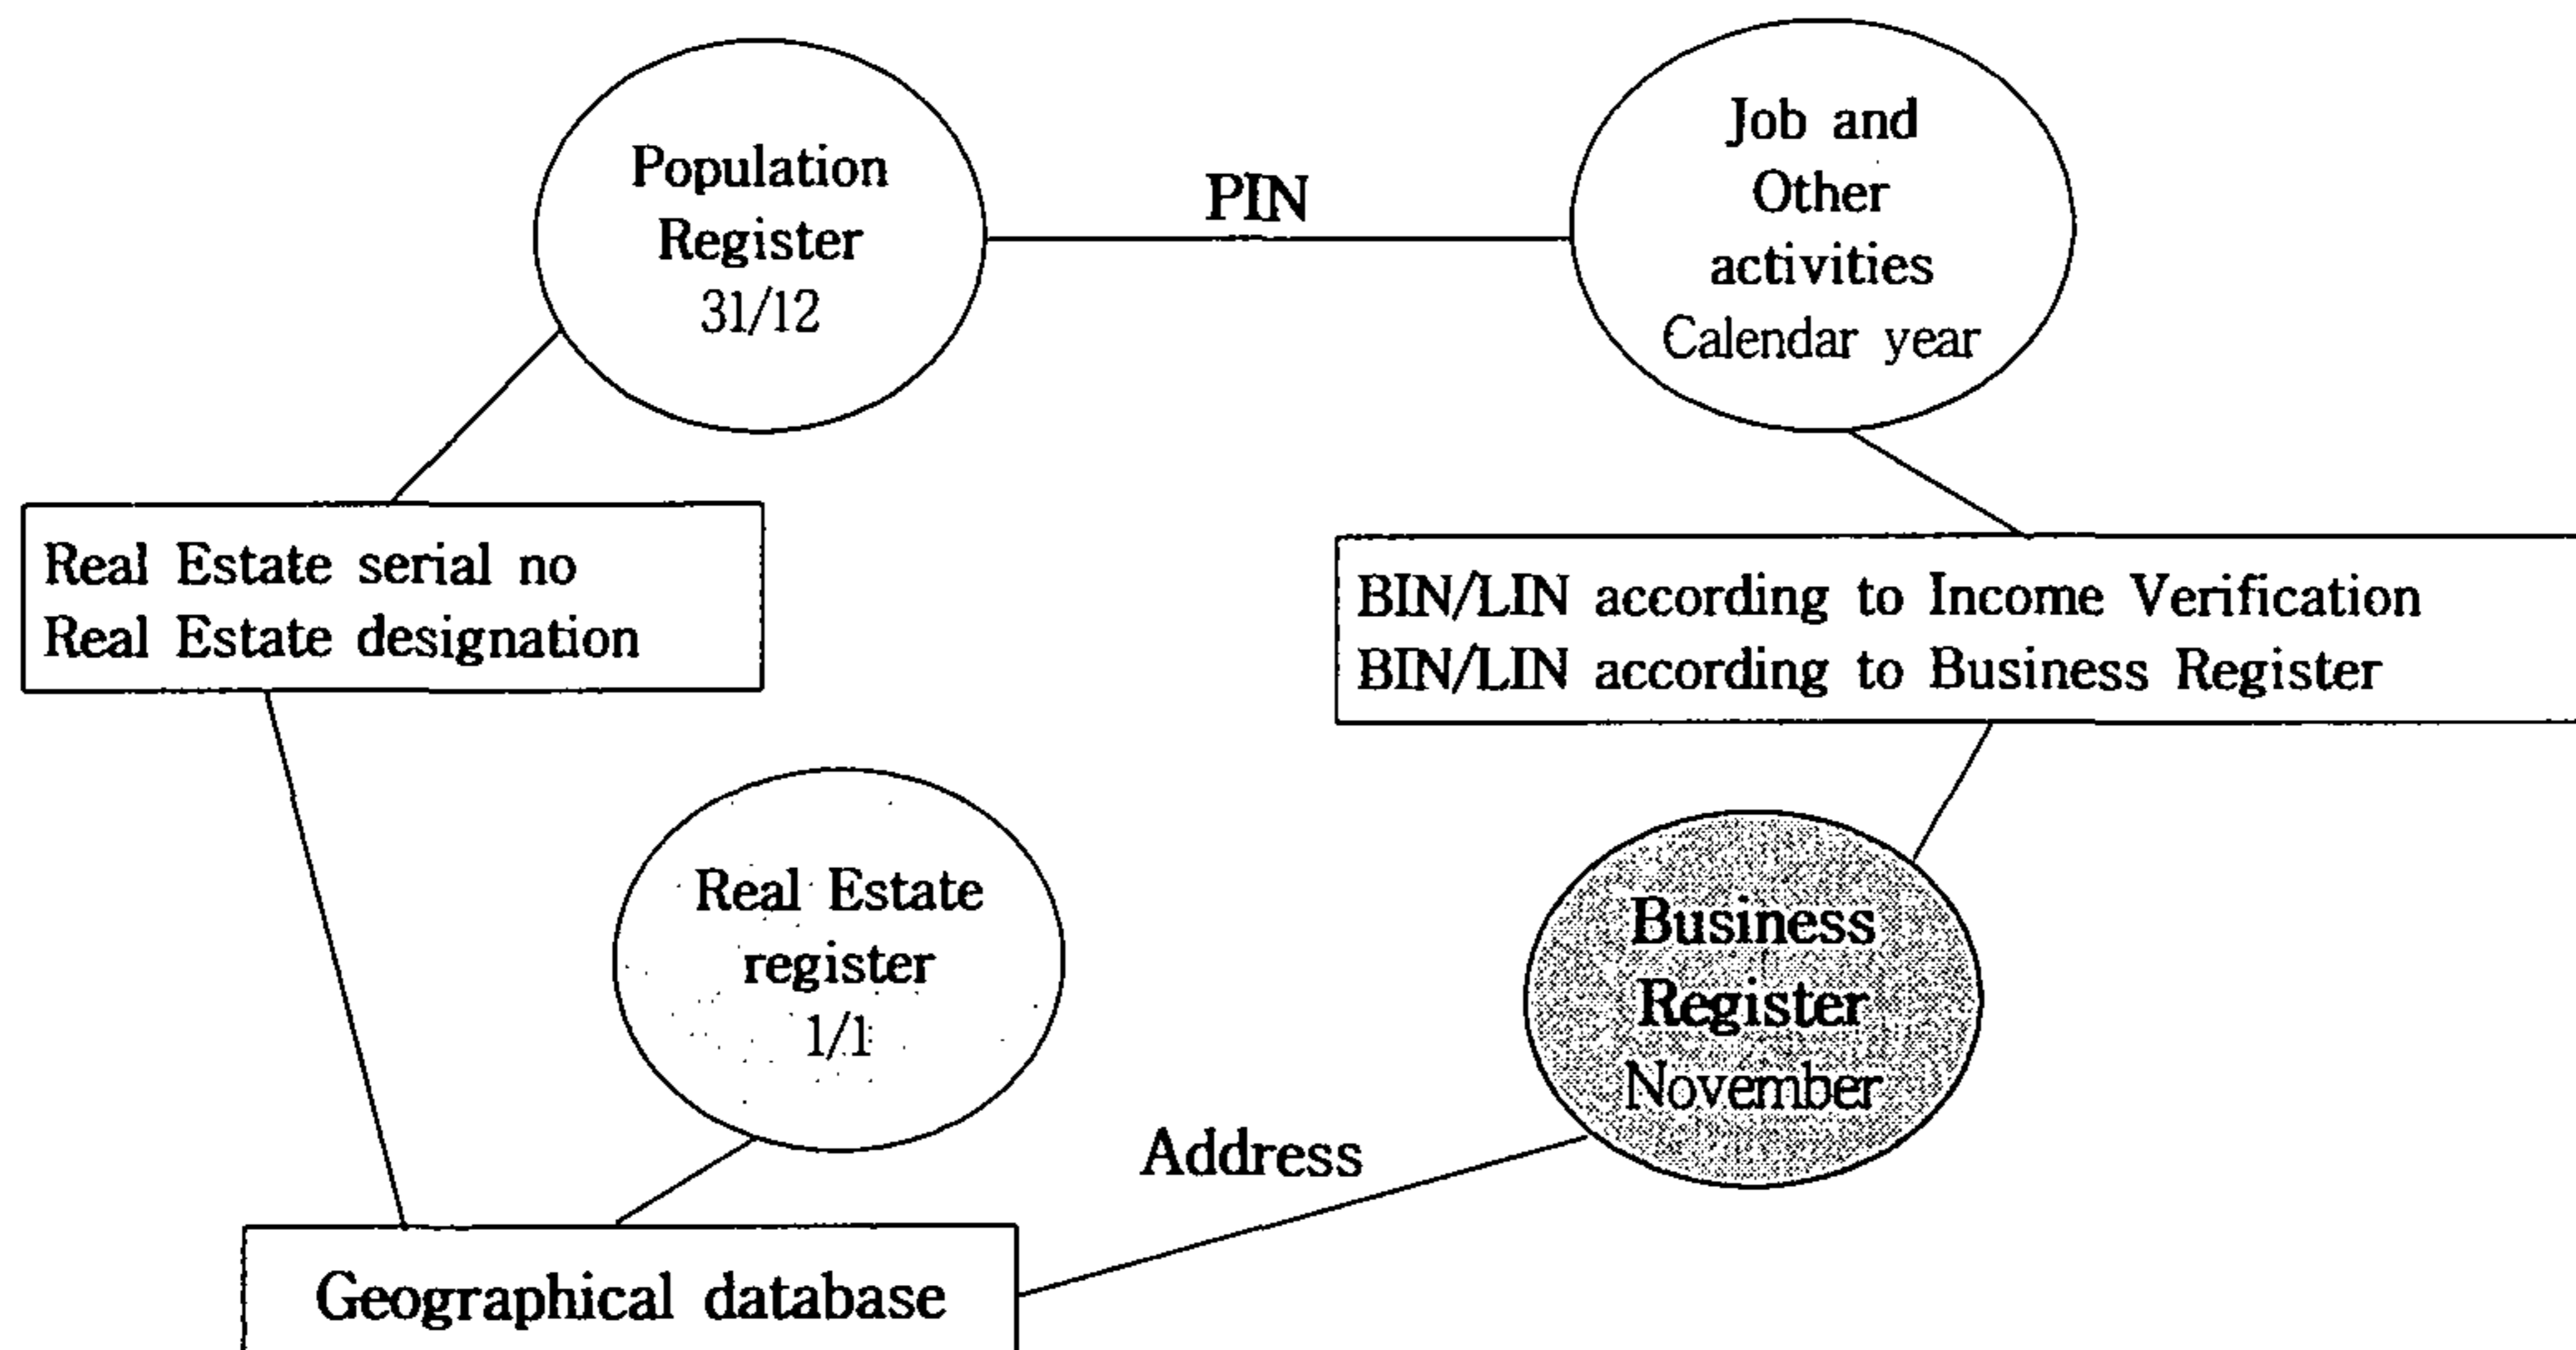 Population
Register
31/12
PIN
Job and
Other
activities
Calendar year
Real Estate serial no
Real Estate designation
BIN/LIN according to Income Verification
BIN/LIN according to Business Register
Real Estate
register
1/1
Business
Register
November
Address
Geographical database